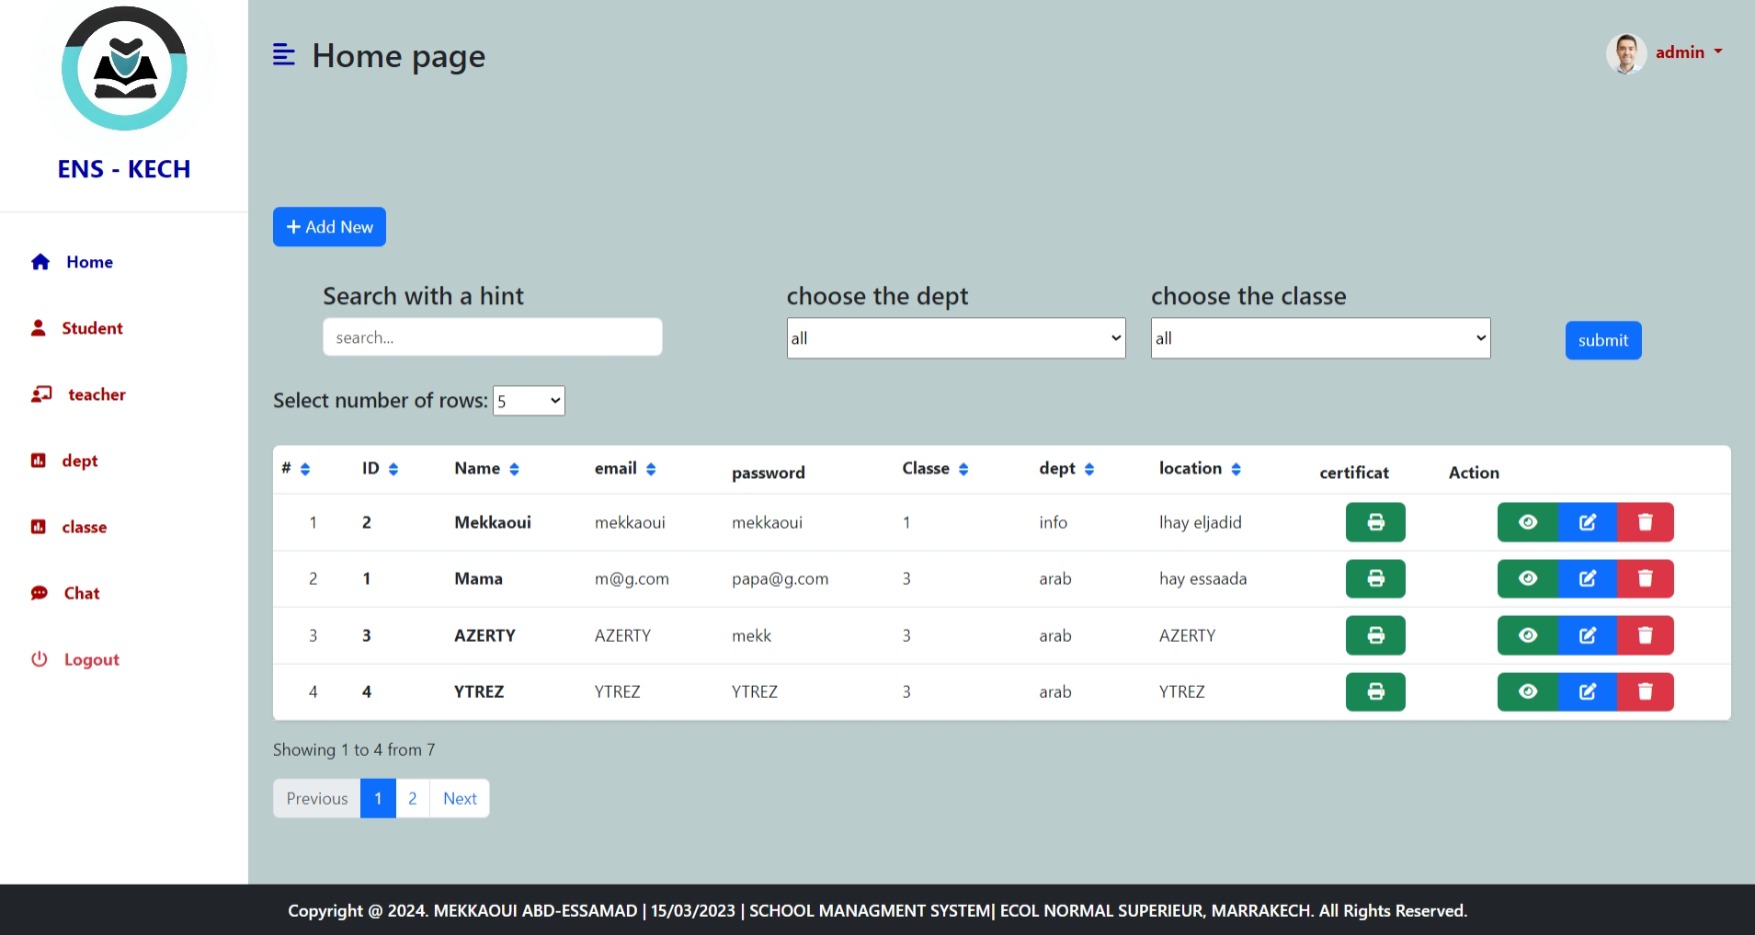 ENS - KECH
Home
Student
teacher
dept
classe
Chat
Logout
Home page
admin
Add New
Search with a hint choose the dept choose the classe
search... all all submit
Select number of rows: 5
# ID Name email password Classe dept location certificat Action
1 2 Mekkaoui mekkaoui mekkaoui 1 info lhay eljadid
2 1 Mama m@g.com papa@g.com 3 arab hay essaada
3 3 AZERTY AZERTY mekk 3 arab AZERTY
4 4 YTREZ YTREZ YTREZ 3 arab YTREZ
Showing 1 to 4 from 7
Previous 1 2 Next
Copyright @ 2024. MEKKAOUI ABD-ESSAMAD | 15/03/2023 | SCHOOL MANAGMENT SYSTEM| ECOL NORMAL SUPERIEUR, MARRAKECH. All Rights Reserved.